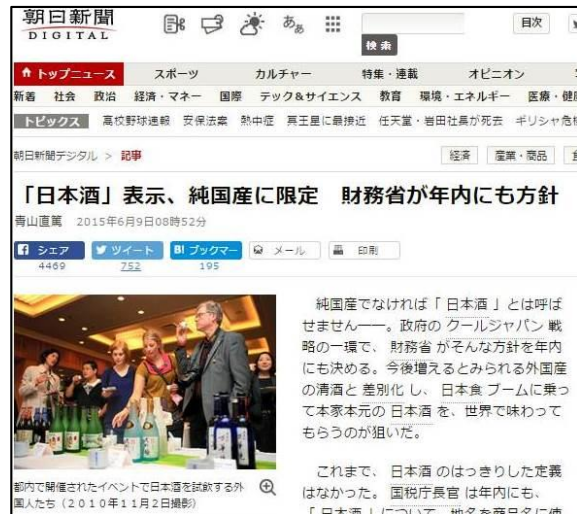 朝日新聞
DIGITAL
あぁ
目次
検索
トップニュース スポーツ カルチャー 特集・連載 オピニオン
新着 社会 政治 経済・マネー 国際 テック&サイエンス 教育 環境・エネルギー 医療・健
トピックス 高校野球速報 安保法案 熱中症 冥王星に最接近 任天堂・岩田社長が死去 ギリシャ危
朝日新聞デジタル > 記事
経済 産業・商品
「日本酒」表示、純国産に限定 財務省が年内にも方針
青山直篤 2015年6月9日08時52分
シェア ツイート B! ブックマー メール 印刷
4469 752 195
純国産でなければ「日本酒」とは呼ば
せません――。政府のクールジャパン戦
略の一環で、財務省がそんな方針を年内
にも決める。今後増えるとみられる外国産
の清酒と差別化し、日本食ブームに乗っ
て本家本元の日本酒を、世界で味わって
もらうのが狙いだ。
これまで、日本酒のはっきりした定義
はなかった。国税庁長官は年内にも、
「日本酒」について、地名を商品名に使
都内で開催されたイベントで日本酒を試飲する外
国人たち(2010年11月2日撮影)